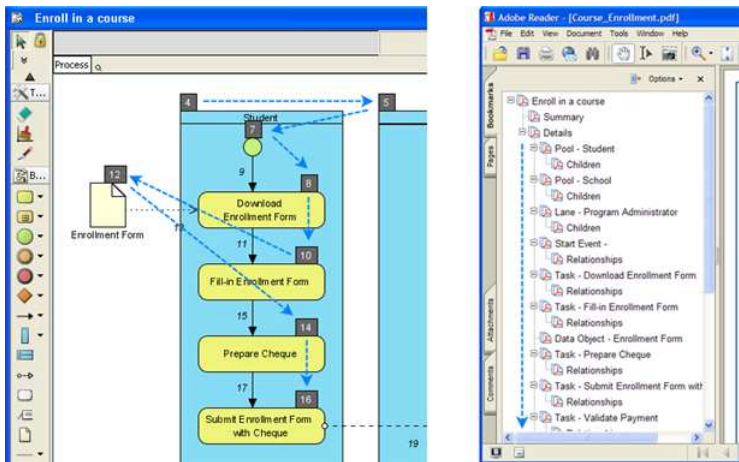 Enroll in a course
Process
T...
B...
4
5
Student
7
9
8
12
Download
Enrollment Form
Enrollment Form
13
11
10
Fill-in Enrollment Form
15
14
Prepare Cheque
17
16
Submit Enrollment Form
with Cheque
19
Adobe Reader - [Course_Enrollment.pdf]
File Edit View Document Tools Window Help
Options
Bookmarks
Pages
Attachments
Comments
Enroll in a course
Summary
Details
Pool - Student
Children
Pool - School
Children
Lane - Program Administrator
Children
Start Event -
Relationships
Task - Download Enrollment Form
Relationships
Task - Fill-in Enrollment Form
Relationships
Data Object - Enrollment Form
Task - Prepare Cheque
Relationships
Task - Submit Enrollment Form with
Relationships
Task - Validate Payment